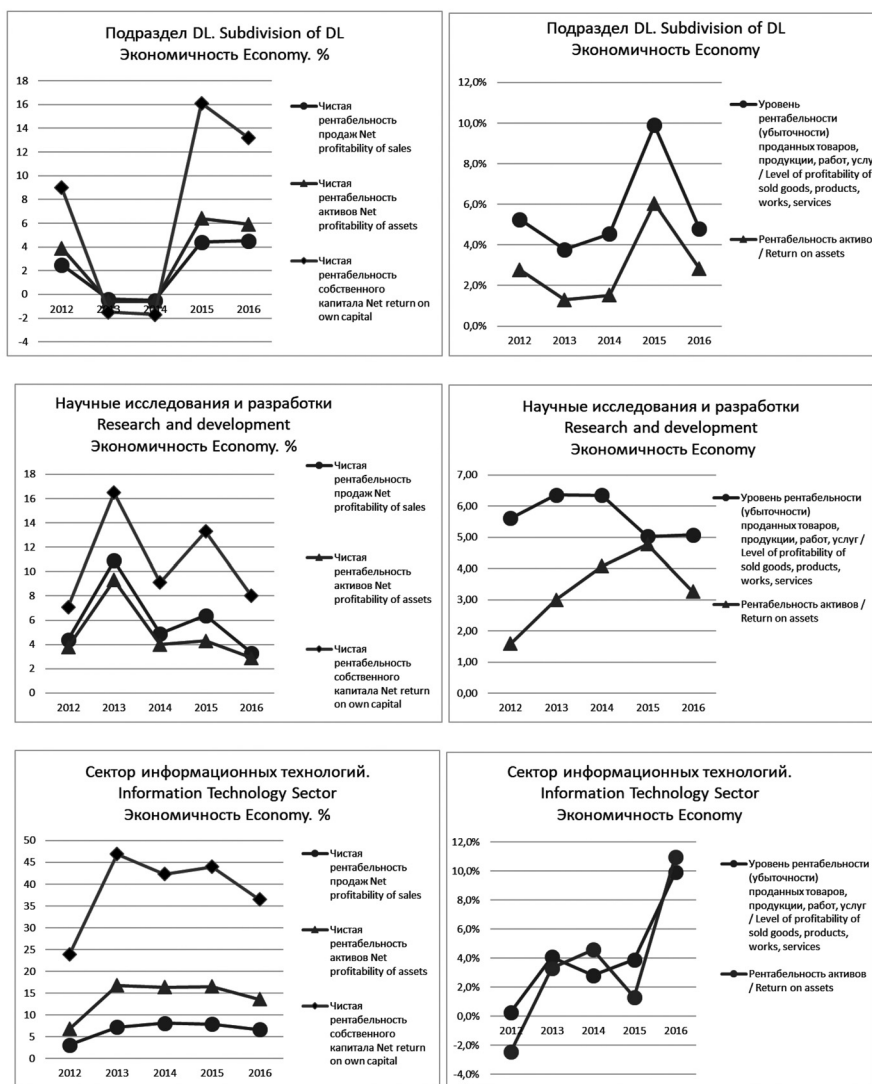 Подраздел DL. Subdivision of DL
Экономичность Economy. %
18
16
14
12
10
8
6
4
2
0
-2
-4
2012
2013
2014
2015
2016
Чистая
рентабельность
продаж Net
profitability of sales
Чистая
рентабельность
активов Net
profitability of assets
Чистая
рентабельность
собственного
капитала Net return on
own capital
Подраздел DL. Subdivision of DL
Экономичность Economy
12,0%
10,0%
8,0%
6,0%
4,0%
2,0%
0,0%
2012
2013
2014
2015
2016
Уровень
рентабельности
(убыточности)
проданных товаров,
продукции, работ, услуг
/ Level of profitability of
sold goods, products,
works, services
Рентабельность активов
/ Return on assets
Научные исследования и разработки
Research and development
Экономичность Economy. %
18
16
14
12
10
8
6
4
2
0
2012
2013
2014
2015
2016
Чистая
рентабельность
продаж Net
profitability of sales
Чистая
рентабельность
активов Net
profitability of assets
Чистая
рентабельность
собственного
капитала Net return
on own capital
Научные исследования и разработки
Research and development
Экономичность Economy
7,00
6,00
5,00
4,00
3,00
2,00
1,00
0,00
2012
2013
2014
2015
2016
Уровень рентабельности
(убыточности)
проданных товаров,
продукции, работ, услуг /
Level of profitability of
sold goods, products,
works, services
Рентабельность активов /
Return on assets
Сектор информационных технологий.
Information Technology Sector
Экономичность Economy. %
50
45
40
35
30
25
20
15
10
5
0
2012
2013
2014
2015
2016
Чистая
рентабельность
продаж Net
profitability of sales
Чистая
рентабельность
активов Net
profitability of assets
Чистая
рентабельность
собственного
капитала Net return
on own capital
Сектор информационных технологий.
Information Technology Sector
Экономичность Economy
12,0%
10,0%
8,0%
6,0%
4,0%
2,0%
0,0%
-2,0%
-4,0%
2012
2013
2014
2015
2016
Уровень рентабельности
(убыточности)
проданных товаров,
продукции, работ, услуг
/ Level of profitability of
sold goods, products,
works, services
Рентабельность активов
/ Return on assets